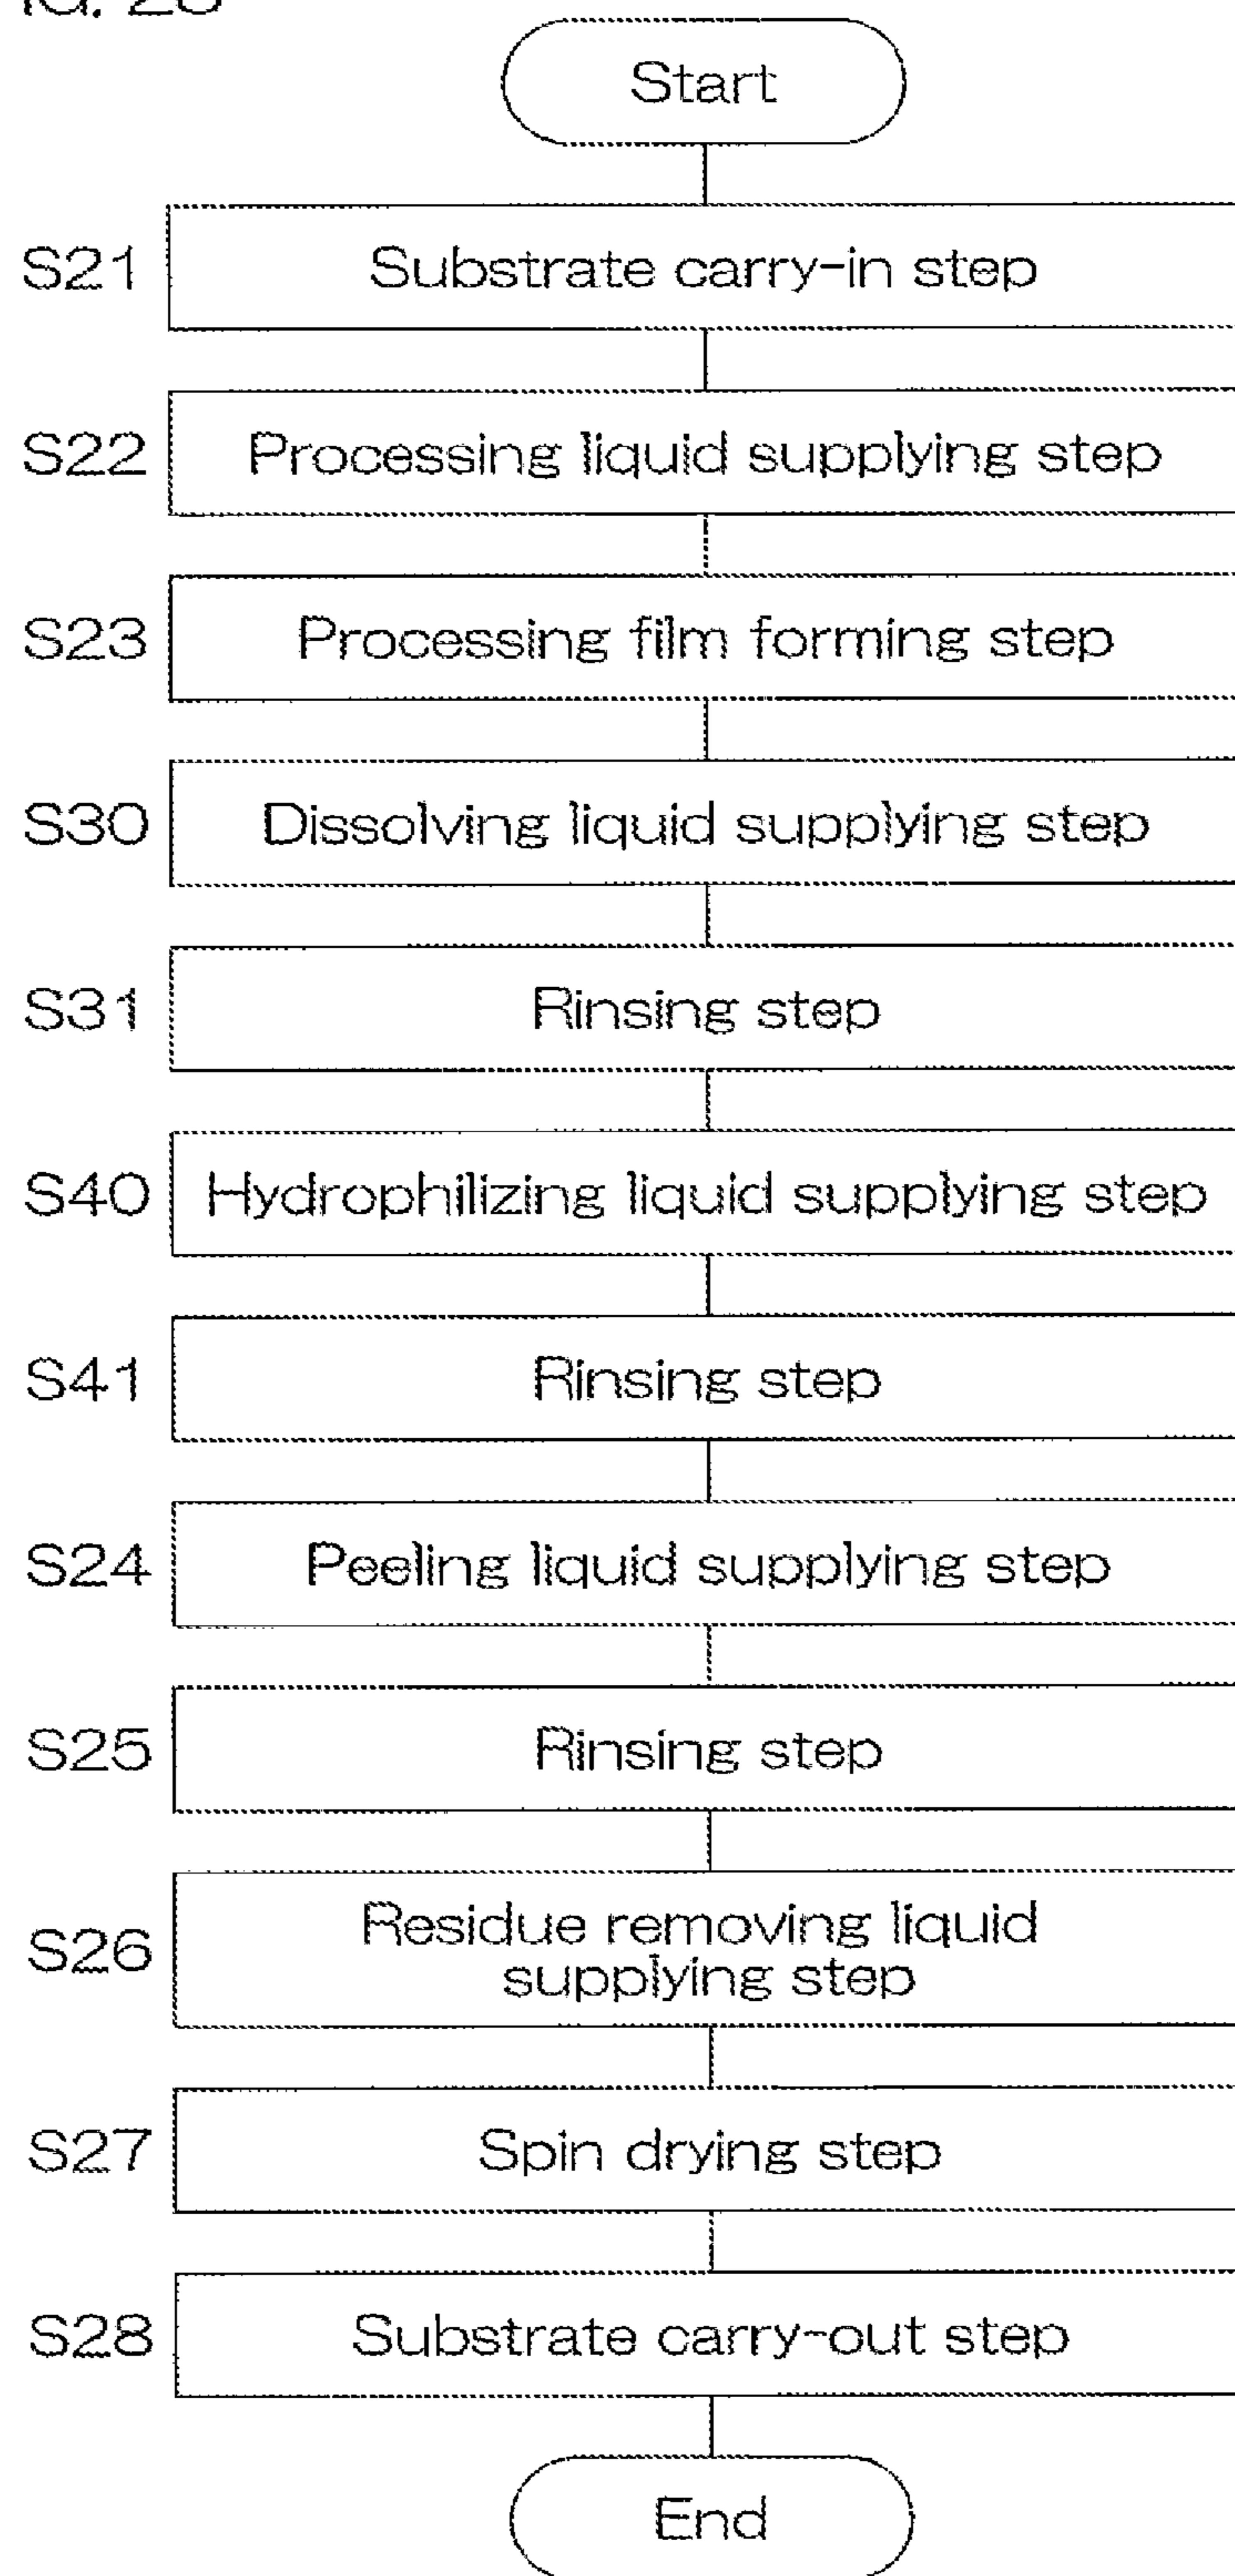 Start
S21 Substrate carry-in step
S22 Processing liquid supplying step
S23 Processing film forming step
S30 Dissolving liquid supplying step
S31 Rinsing step
S40 Hydrophilizing liquid supplying step
S41 Rinsing step
S24 Peeling liquid supplying step
S25 Rinsing step
S26 Residue removing liquid
supplying step
S27 Spin drying step
S28 Substrate carry-out step
End